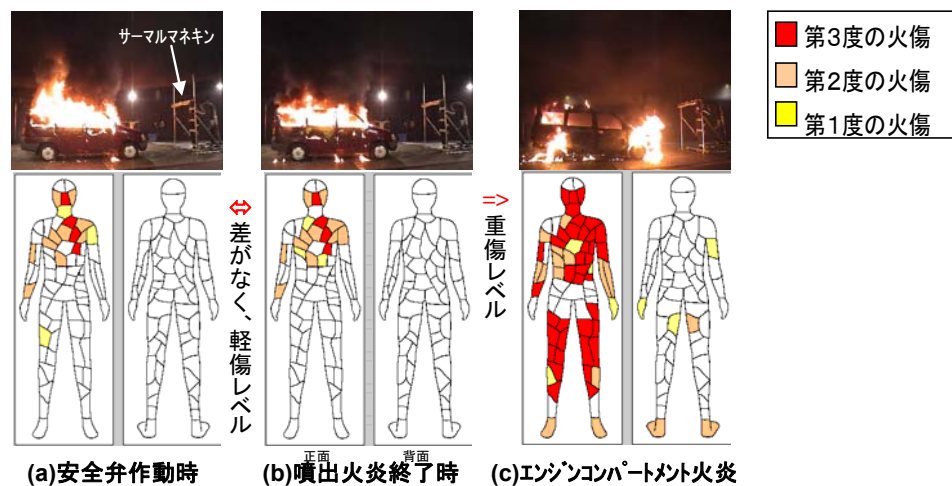 サーマルマネキン
第3度の火傷
第2度の火傷
第1度の火傷
⇔差がなく、軽傷レベル
=>重傷レベル
正面
背面
(a)安全弁作動時
(b)噴出火炎終了時
(c)エンジンコンパートメント火炎